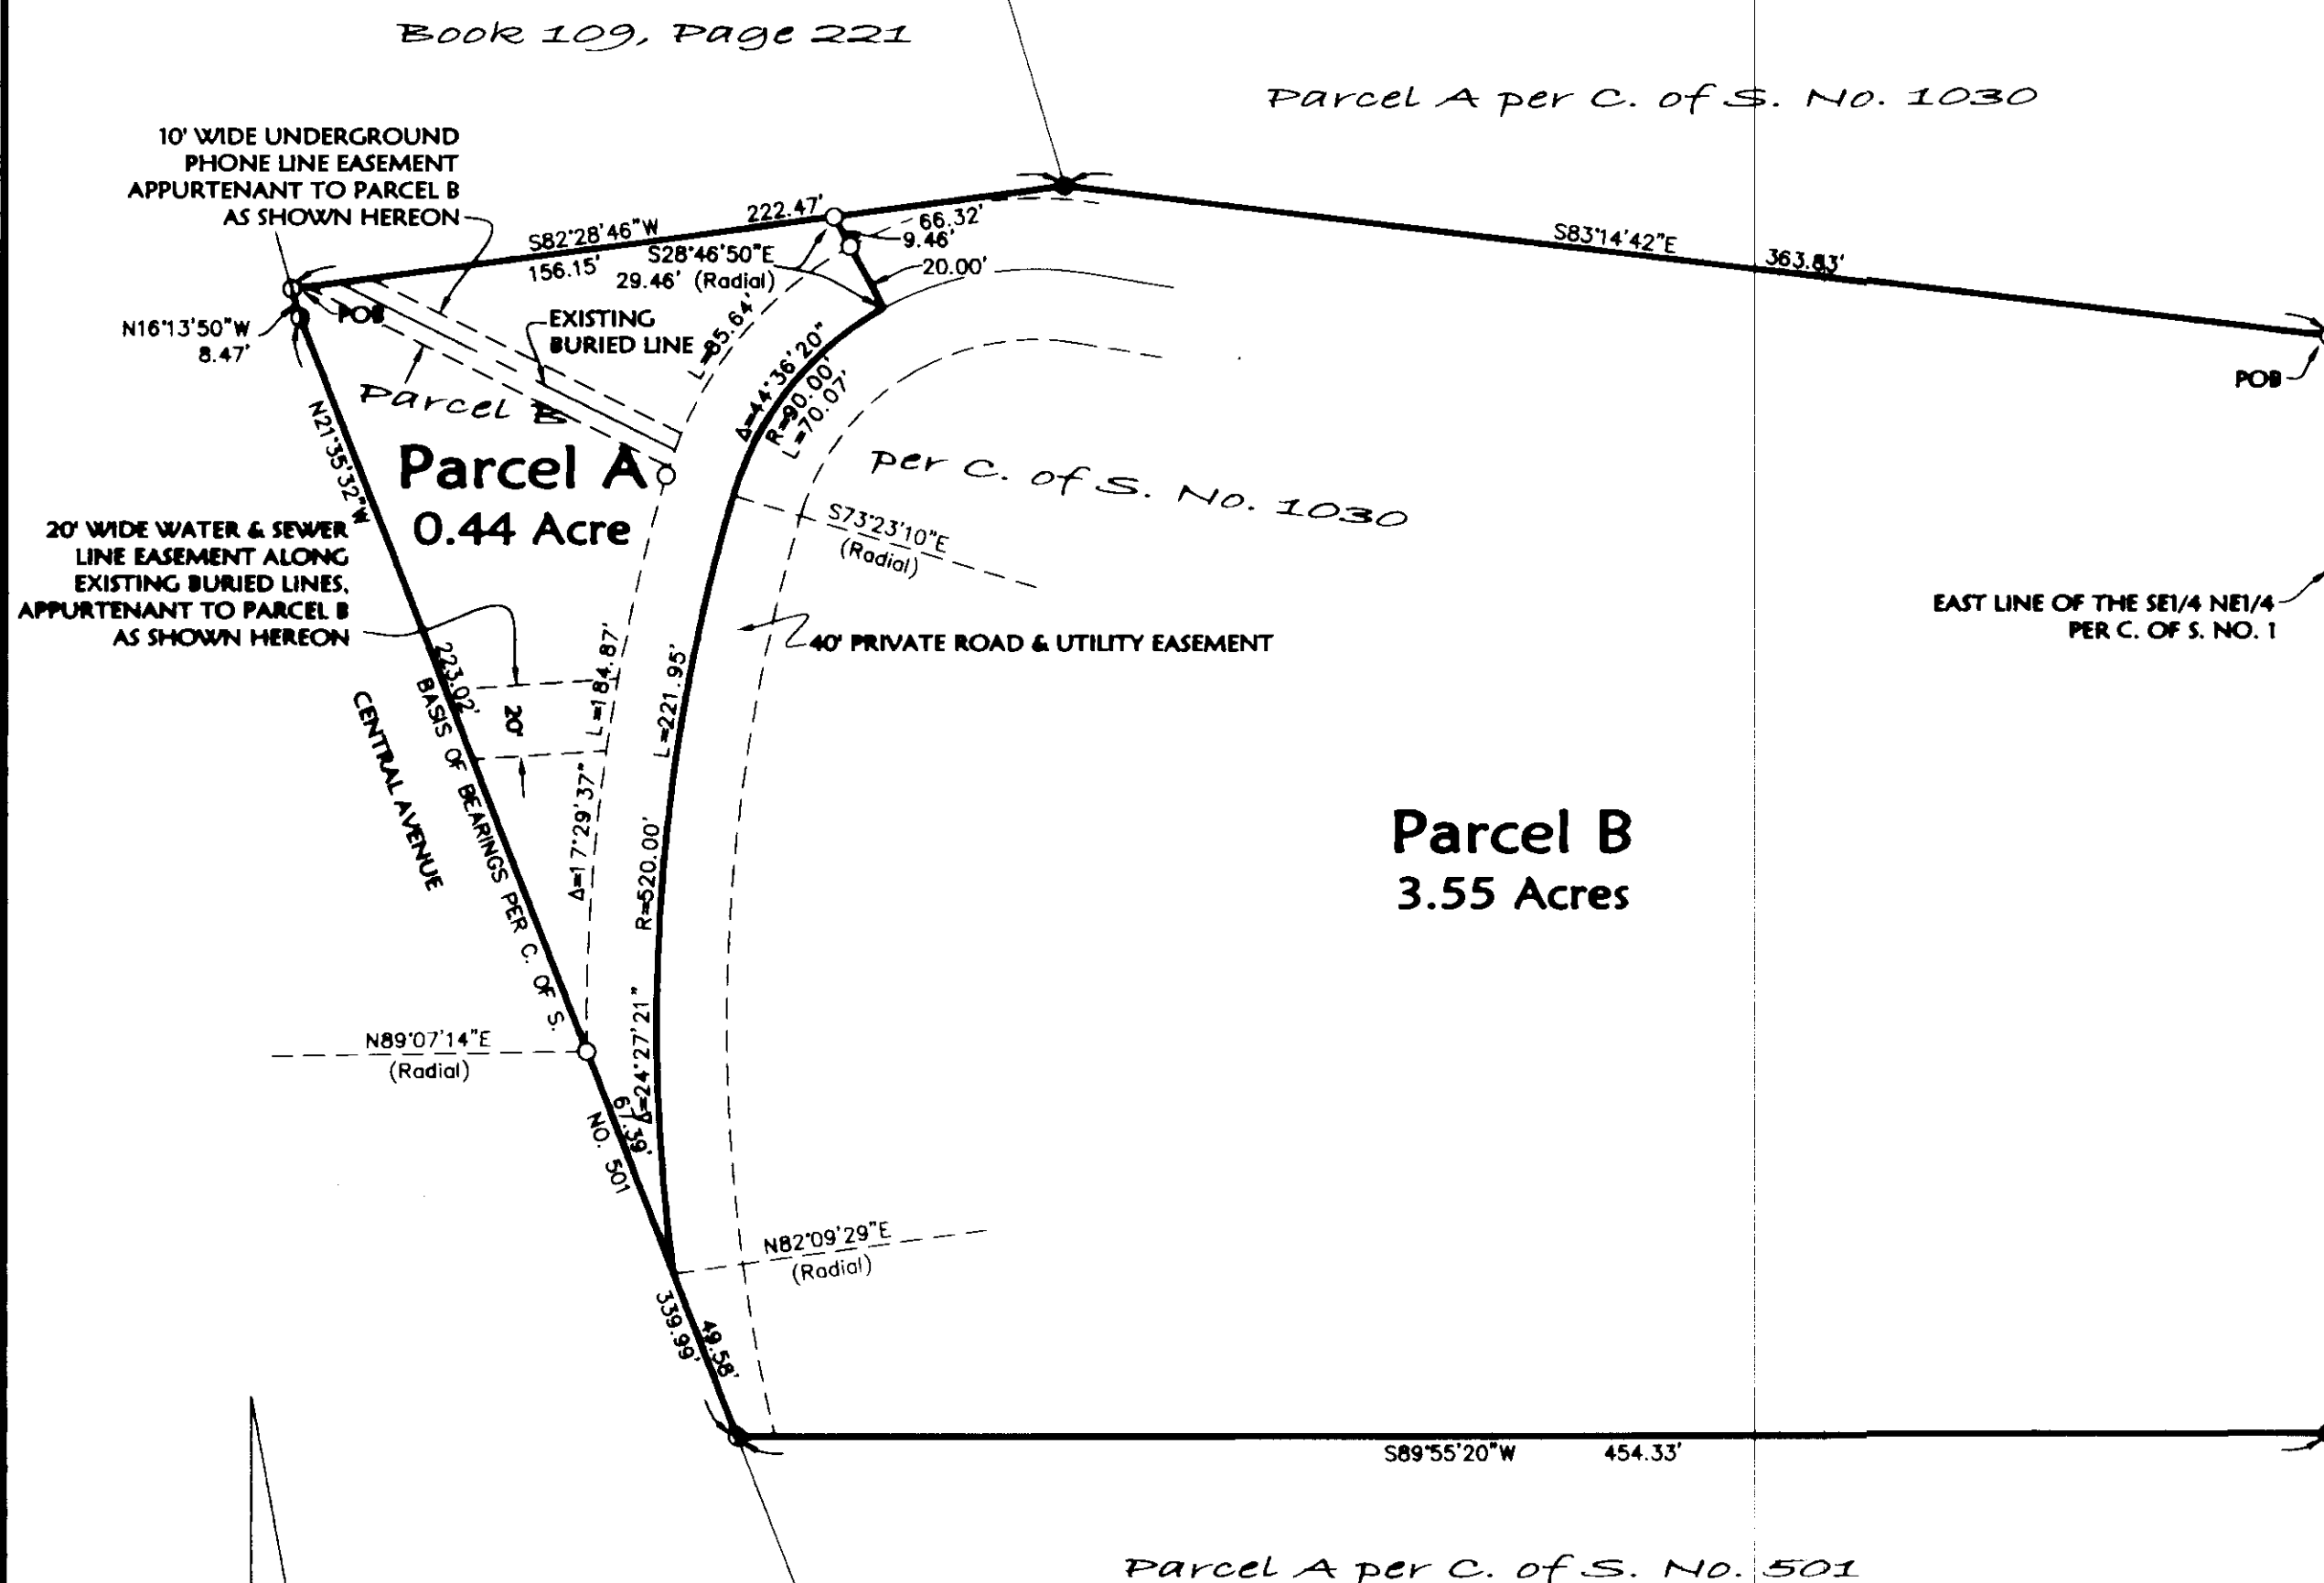 Book 109, Page 221
Parcel A per C. of S. No. 1030
10' WIDE UNDERGROUND
PHONE LINE EASEMENT
APPURTENANT TO PARCEL B
AS SHOWN HEREON
S82°28'46"W
222.47'
156.15'
66.32'
9.46'
S28°46'50"E
29.46' (Radial)
20.00'
S83°14'42"E
363.83'
POB
N16°13'50"W
8.47'
EXISTING
BURIED LINE
L=85.64'
Δ=44°36'20"
R=90.00'
L=70.07'
POB
Parcel B
per C. of S. No. 1030
N21°35'32"W
Parcel A
0.44 Acre
S73°23'10"E
(Radial)
20' WIDE WATER & SEWER
LINE EASEMENT ALONG
EXISTING BURIED LINES,
APPURTENANT TO PARCEL B
AS SHOWN HEREON
EAST LINE OF THE SE1/4 NE1/4
PER C. OF S. NO. 1
40' PRIVATE ROAD & UTILITY EASEMENT
223.02'
20'
L=184.87'
Δ=17°29'37"
L=221.95'
R=520.00'
Δ=24°27'21"
CENTRAL AVENUE
BASIS OF BEARINGS PER C. OF S.
NO. 501
Parcel B
3.55 Acres
N89°07'14"E
(Radial)
67.39'
N82°09'29"E
(Radial)
339.99'
49.58'
S89°55'20"W 454.33'
Parcel A per C. of S. No. 501